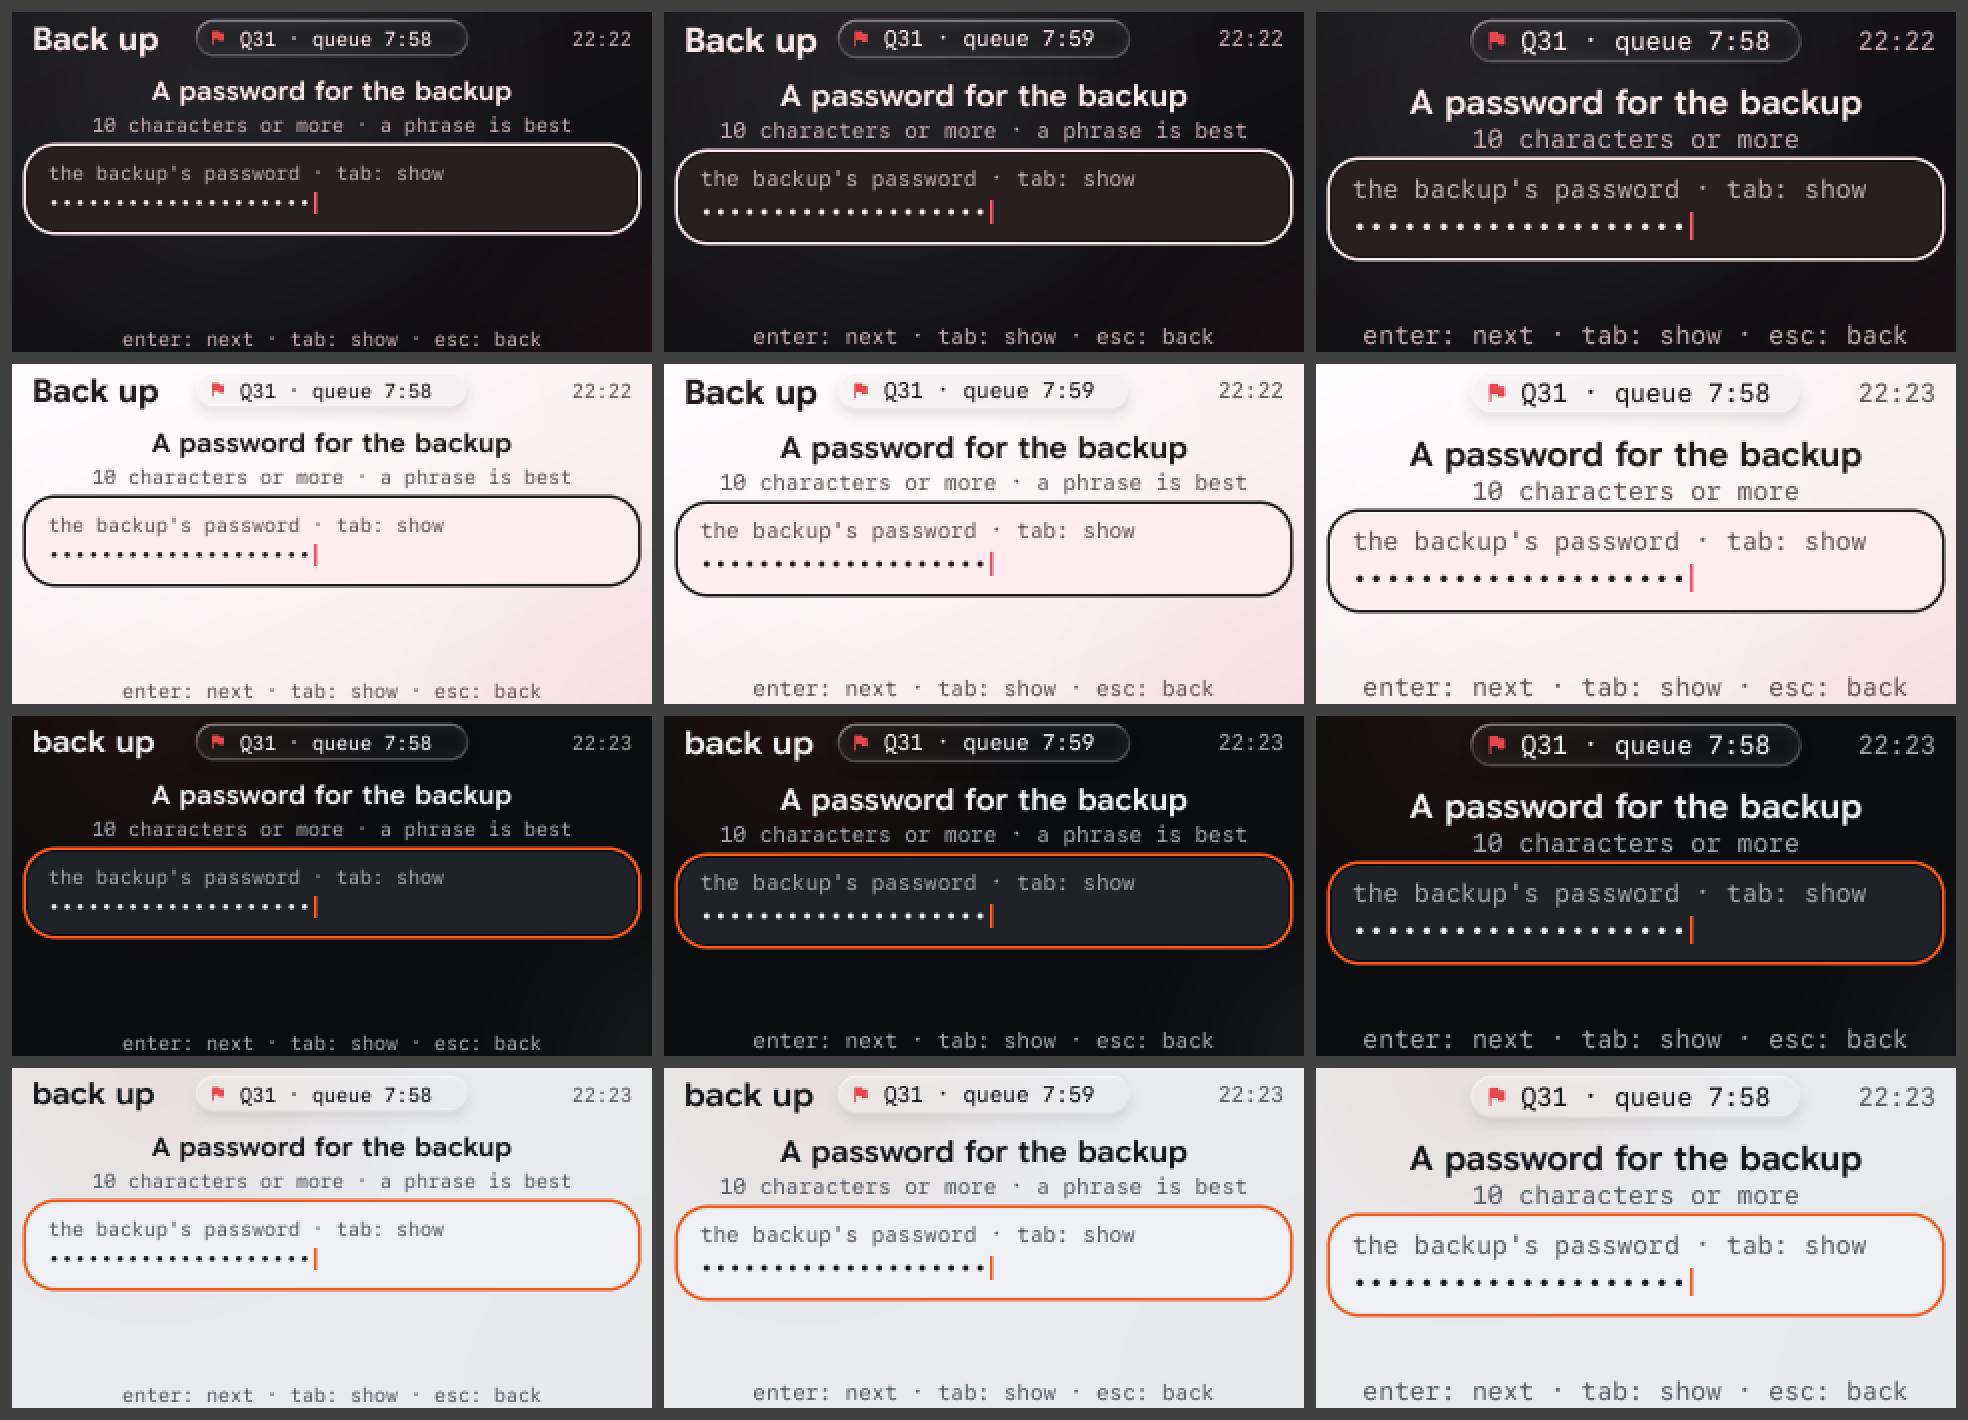 Back up Q31 · queue 7:58 22:22
A password for the backup
10 characters or more · a phrase is best
the backup's password · tab: show
••••••••••••••••••••
enter: next · tab: show · esc: back
Back up Q31 · queue 7:59 22:22
A password for the backup
10 characters or more · a phrase is best
the backup's password · tab: show
••••••••••••••••••••
enter: next · tab: show · esc: back
Q31 · queue 7:58 22:22
A password for the backup
10 characters or more
the backup's password · tab: show
••••••••••••••••••••
enter: next · tab: show · esc: back
Back up Q31 · queue 7:58 22:22
A password for the backup
10 characters or more · a phrase is best
the backup's password · tab: show
••••••••••••••••••••
enter: next · tab: show · esc: back
Back up Q31 · queue 7:59 22:22
A password for the backup
10 characters or more · a phrase is best
the backup's password · tab: show
••••••••••••••••••••
enter: next · tab: show · esc: back
Q31 · queue 7:58 22:23
A password for the backup
10 characters or more
the backup's password · tab: show
••••••••••••••••••••
enter: next · tab: show · esc: back
back up Q31 · queue 7:58 22:23
A password for the backup
10 characters or more · a phrase is best
the backup's password · tab: show
••••••••••••••••••••
enter: next · tab: show · esc: back
back up Q31 · queue 7:59 22:23
A password for the backup
10 characters or more · a phrase is best
the backup's password · tab: show
••••••••••••••••••••
enter: next · tab: show · esc: back
Q31 · queue 7:58 22:23
A password for the backup
10 characters or more
the backup's password · tab: show
••••••••••••••••••••
enter: next · tab: show · esc: back
back up Q31 · queue 7:58 22:23
A password for the backup
10 characters or more · a phrase is best
the backup's password · tab: show
••••••••••••••••••••
enter: next · tab: show · esc: back
back up Q31 · queue 7:59 22:23
A password for the backup
10 characters or more · a phrase is best
the backup's password · tab: show
••••••••••••••••••••
enter: next · tab: show · esc: back
Q31 · queue 7:58 22:23
A password for the backup
10 characters or more
the backup's password · tab: show
••••••••••••••••••••
enter: next · tab: show · esc: back